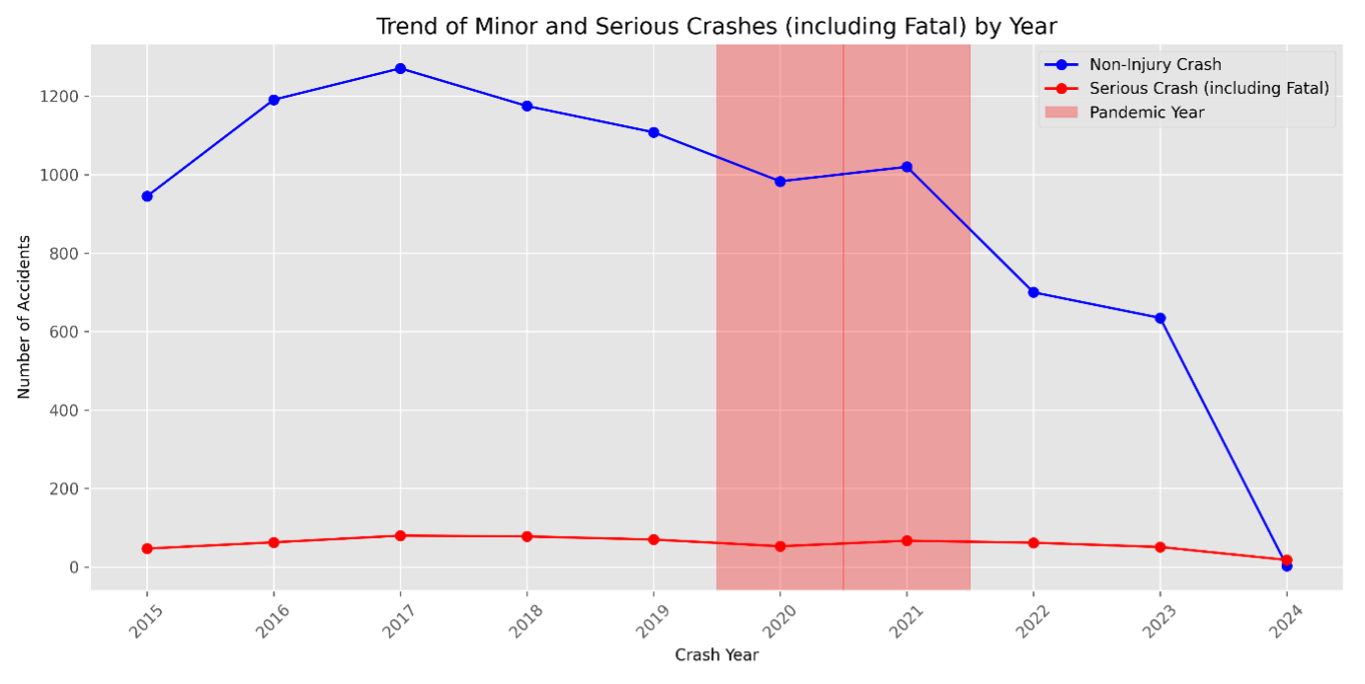 Trend of Minor and Serious Crashes (including Fatal) by Year
Non-Injury Crash
Serious Crash (including Fatal)
Pandemic Year
Number of Accidents
1200
1000
800
600
400
200
0
2015
2016
2017
2018
2019
2020
2021
2022
2023
2024
Crash Year